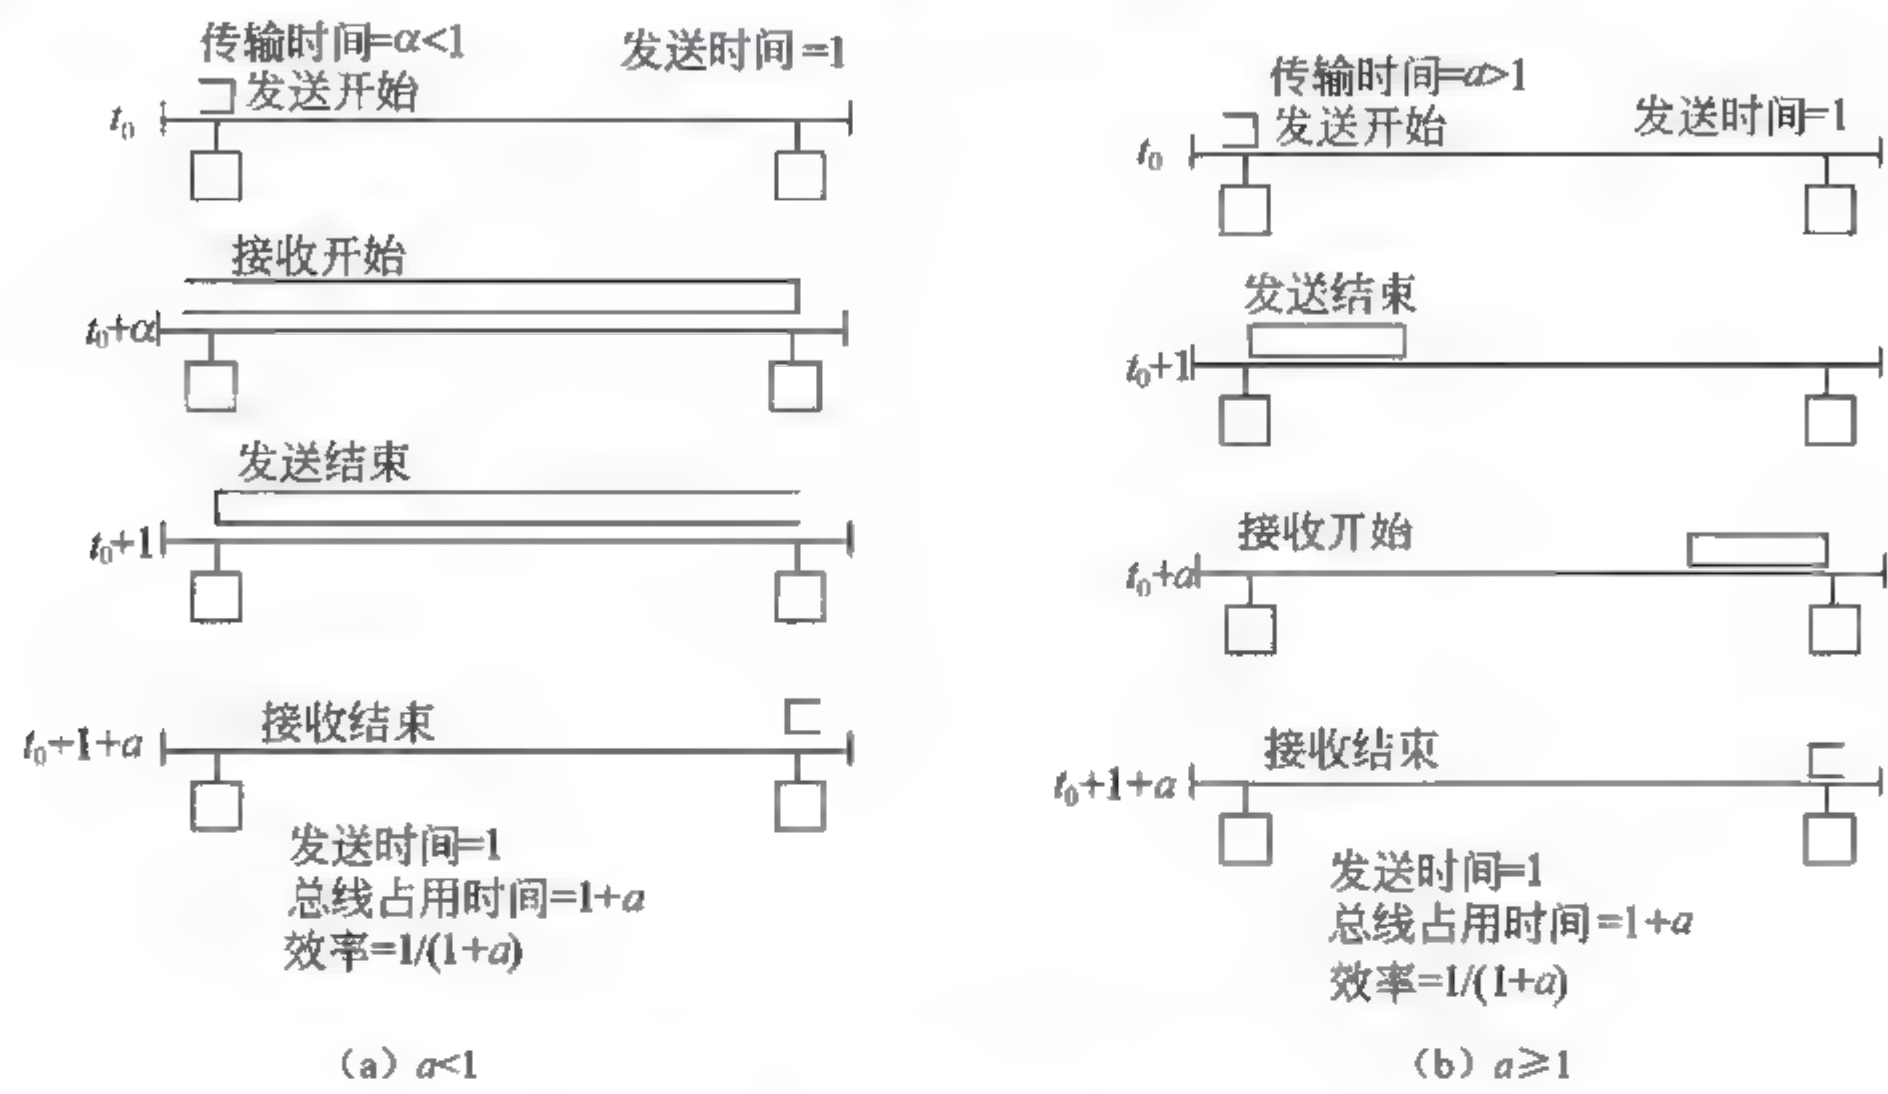 传输时间=α<1
发送时间=1
发送开始
t₀
接收开始
t₀+α
发送结束
t₀+1
接收结束
t₀+1+a
发送时间=1
总线占用时间=1+a
效率=1/(1+a)
（a）a<1
传输时间=a>1
发送时间=1
发送开始
t₀
发送结束
t₀+1
接收开始
t₀+a
接收结束
t₀+1+a
发送时间=1
总线占用时间=1+a
效率=1/(1+a)
（b）a≥1